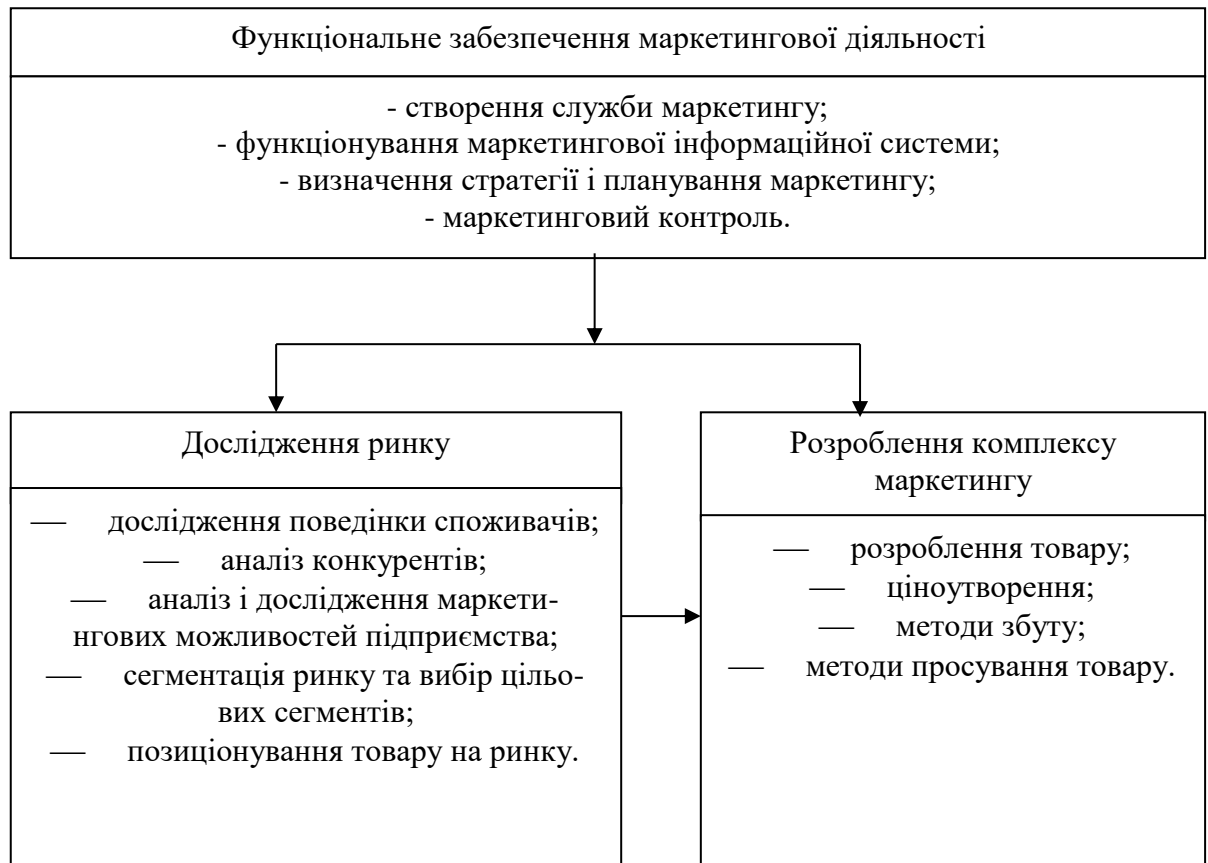 Функціональне забезпечення маркетингової діяльності
- створення служби маркетингу;
- функціонування маркетингової інформаційної системи;
- визначення стратегії і планування маркетингу;
- маркетинговий контроль.
Дослідження ринку
— дослідження поведінки споживачів;
— аналіз конкурентів;
— аналіз і дослідження маркети-
нгових можливостей підприємства;
— сегментація ринку та вибір цільо-
вих сегментів;
— позиціонування товару на ринку.
Розроблення комплексу
маркетингу
— розроблення товару;
— ціноутворення;
— методи збуту;
— методи просування товару.